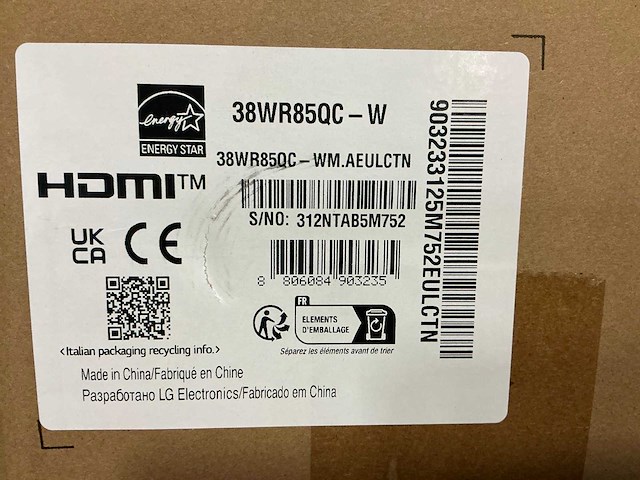 energy
ENERGY STAR
38WR85QC-W
38WR85QC-WM.AEULCTN
HDMI™
S/NO: 312NTAB5M752
UK
CA CE
8 806084 903235
903233125M752EULCTN
FR
ELEMENTS
D'EMBALLAGE
Séparez les éléments avant de trier
<Italian packaging recycling info.>
Made in China/Fabriqué en Chine
Разработано LG Electronics/Fabricado em China